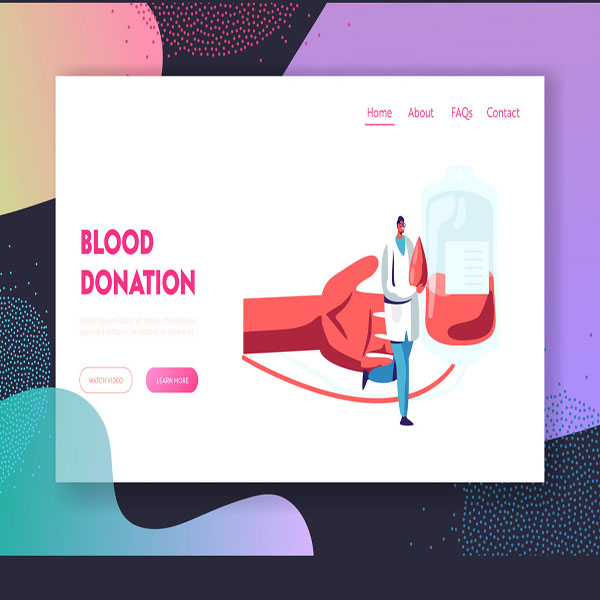 Home About FAQs Contact
BLOOD
DONATION
Lorem ipsum dolor sit amet, consectetur
eiusmod tempor incididunt ut labore et
WATCH VIDEO LEARN MORE